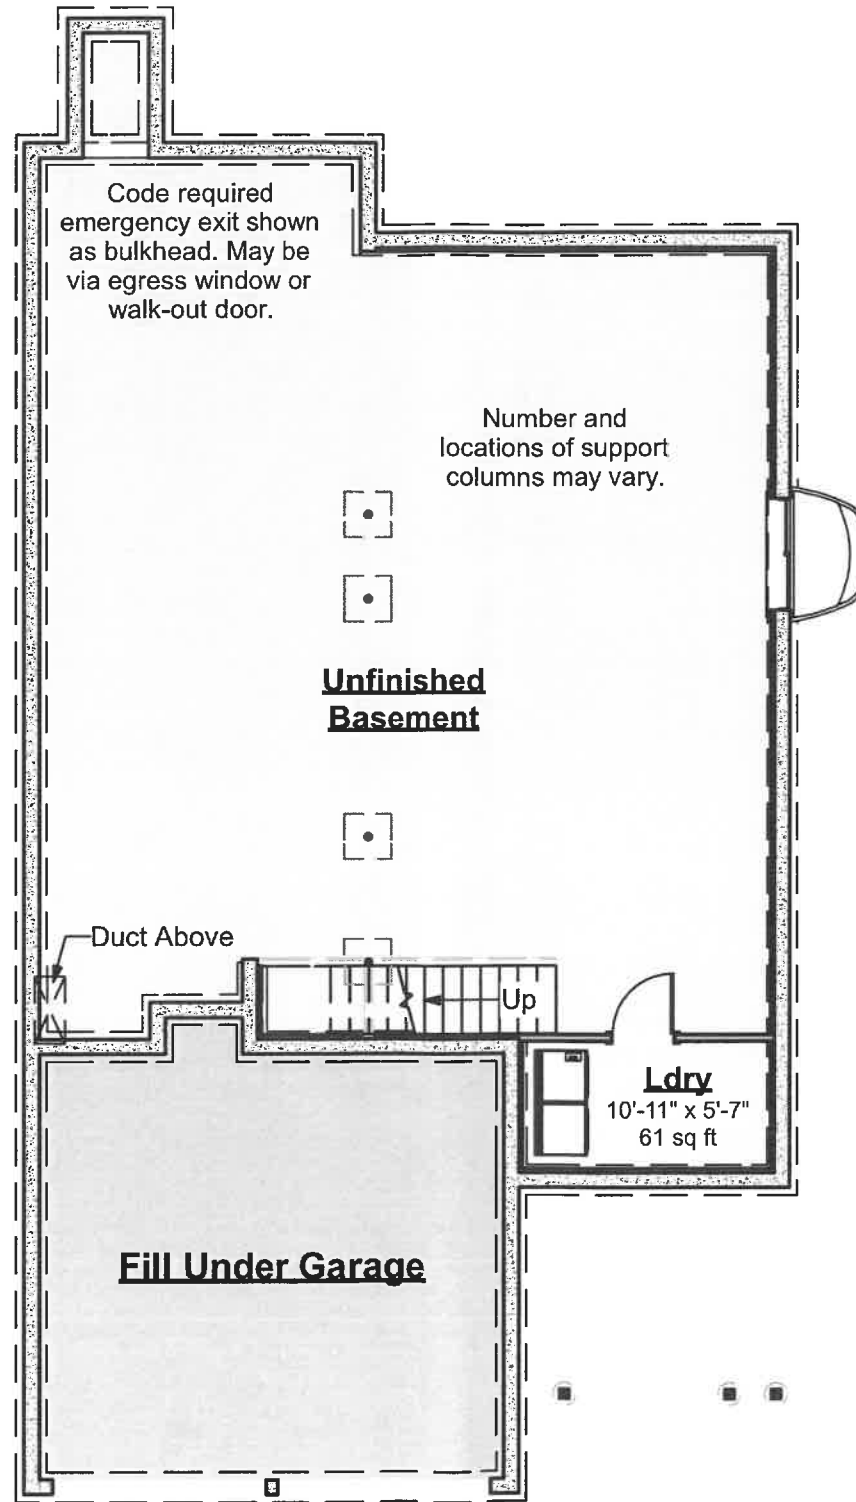 Code required
emergency exit shown
as bulkhead. May be
via egress window or
walk-out door.
Number and
locations of support
columns may vary.
Unfinished
Basement
Duct Above
Up
Ldry
10'-11" x 5'-7"
61 sq ft
Fill Under Garage